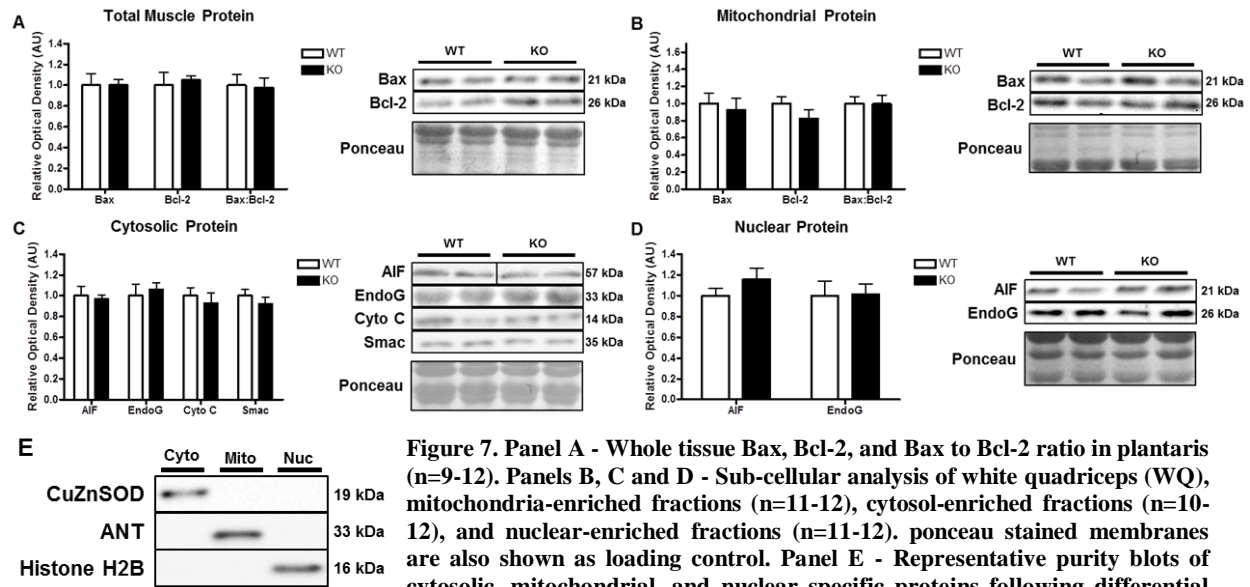 A
Total Muscle Protein
Relative Optical Density (AU)
1.4
1.2
1.0
0.8
0.6
0.4
0.2
0.0
Bax Bcl-2 Bax:Bcl-2
WT
KO
WT KO
Bax 21 kDa
Bcl-2 26 kDa
Ponceau
B
Mitochondrial Protein
Relative Optical Density (AU)
1.6
1.4
1.2
1.0
0.8
0.6
0.4
0.2
0.0
Bax Bcl-2 Bax:Bcl-2
WT
KO
WT KO
Bax 21 kDa
Bcl-2 26 kDa
Ponceau
C
Cytosolic Protein
Relative Optical Density (AU)
1.4
1.2
1.0
0.8
0.6
0.4
0.2
0.0
AIF EndoG Cyto C Smac
WT
KO
WT KO
AIF 57 kDa
EndoG 33 kDa
Cyto C 14 kDa
Smac 35 kDa
Ponceau
D
Nuclear Protein
Relative Optical Density (AU)
1.4
1.2
1.0
0.8
0.6
0.4
0.2
0.0
AIF EndoG
WT
KO
WT KO
AIF 21 kDa
EndoG 26 kDa
Ponceau
E
Cyto Mito Nuc
CuZnSOD 19 kDa
ANT 33 kDa
Histone H2B 16 kDa
Figure 7. Panel A - Whole tissue Bax, Bcl-2, and Bax to Bcl-2 ratio in plantaris
(n=9-12). Panels B, C and D - Sub-cellular analysis of white quadriceps (WQ),
mitochondria-enriched fractions (n=11-12), cytosol-enriched fractions (n=10-
12), and nuclear-enriched fractions (n=11-12). ponceau stained membranes
are also shown as loading control. Panel E - Representative purity blots of
cytosolic, mitochondrial, and nuclear specific proteins following differential